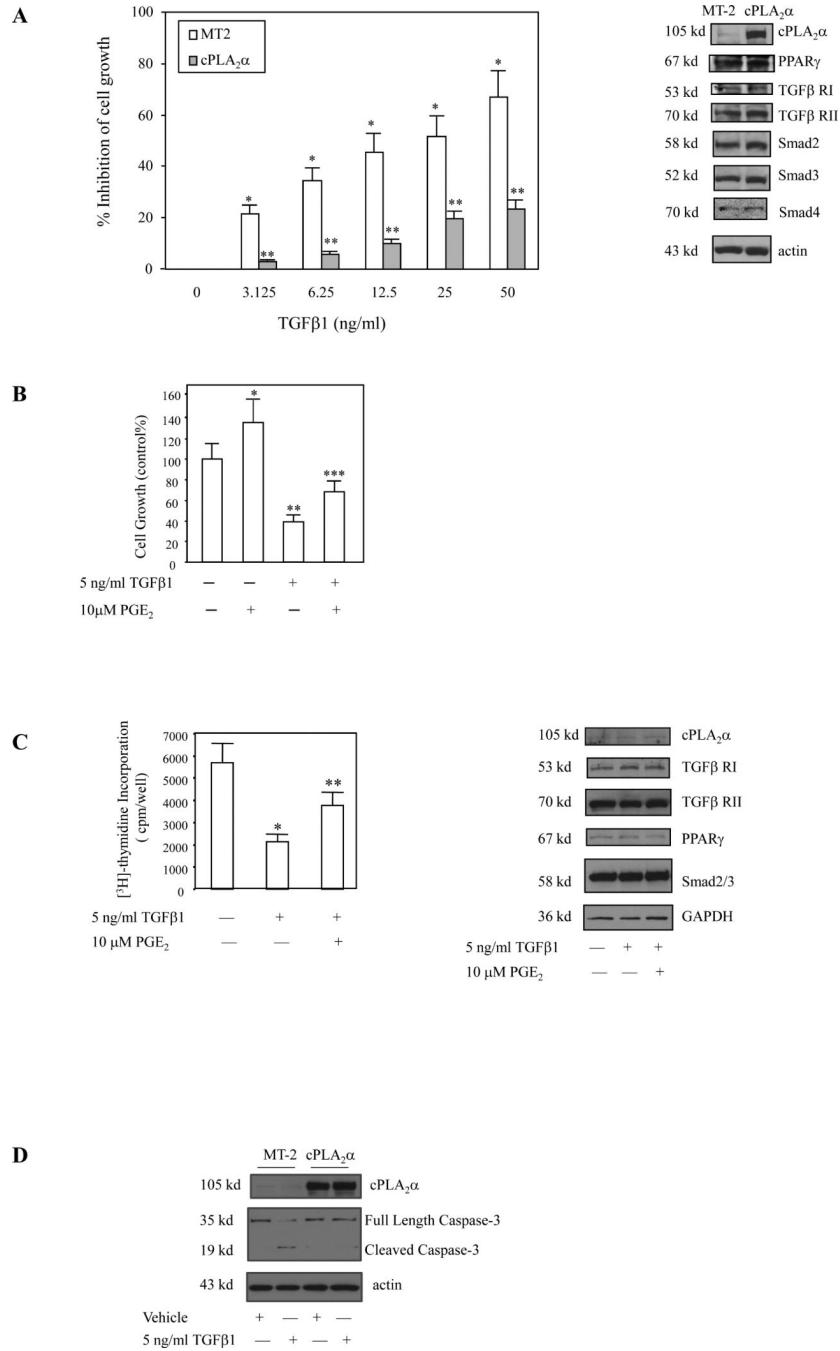 A
% Inhibition of cell growth
100
80
60
40
20
0
MT2
cPLA₂α
* * * * *
** ** ** ** **
0 3.125 6.25 12.5 25 50
TGFβ1 (ng/ml)
MT-2 cPLA₂α
105 kd cPLA₂α
67 kd PPARγ
53 kd TGFβ RI
70 kd TGFβ RII
58 kd Smad2
52 kd Smad3
70 kd Smad4
43 kd actin
B
Cell Growth (control%)
160
140
120
100
80
60
40
20
0
* ** ***
5 ng/ml TGFβ1 – – + +
10μM PGE₂ – + – +
C
[³H]-thymidine Incorporation
( cpm/well)
7000
6000
5000
4000
3000
2000
1000
0
* **
5 ng/ml TGFβ1 — + +
10 μM PGE₂ — — +
105 kd cPLA₂α
53 kd TGFβ RI
70 kd TGFβ RII
67 kd PPARγ
58 kd Smad2/3
36 kd GAPDH
5 ng/ml TGFβ1 — + +
10 μM PGE₂ — — +
D
MT-2 cPLA₂α
105 kd cPLA₂α
35 kd Full Length Caspase-3
19 kd Cleaved Caspase-3
43 kd actin
Vehicle + — + —
5 ng/ml TGFβ1 — + — +